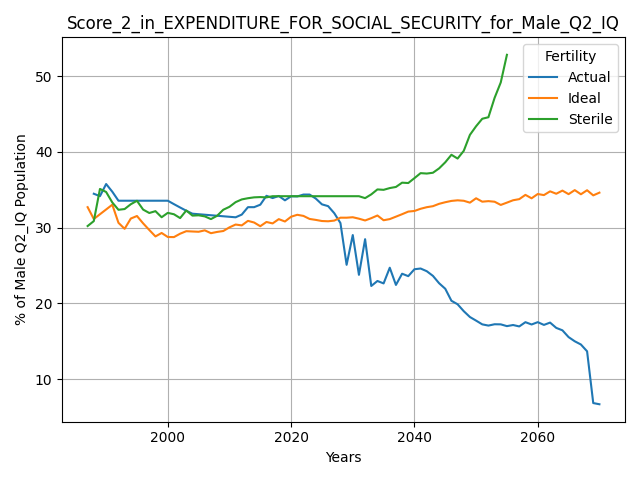 Score_2_in_EXPENDITURE_FOR_SOCIAL_SECURITY_for_Male_Q2_IQ
Fertility
Actual
Ideal
Sterile
% of Male Q2_IQ Population
50
40
30
20
10
2000 2020 2040 2060
Years